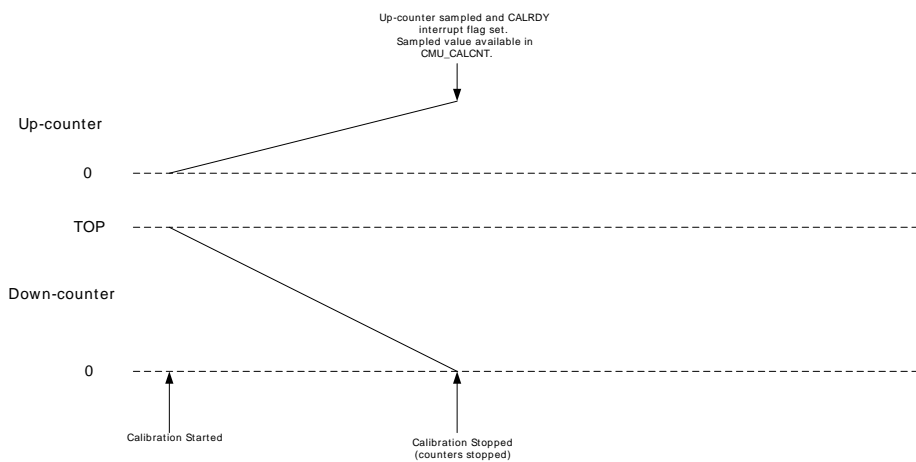 Up-counter sampled and CALRDY
interrupt flag set.
Sampled value available in
CMU_CALCNT.
Up-counter
0
TOP
Down-counter
0
Calibration Started
Calibration Stopped
(counters stopped)